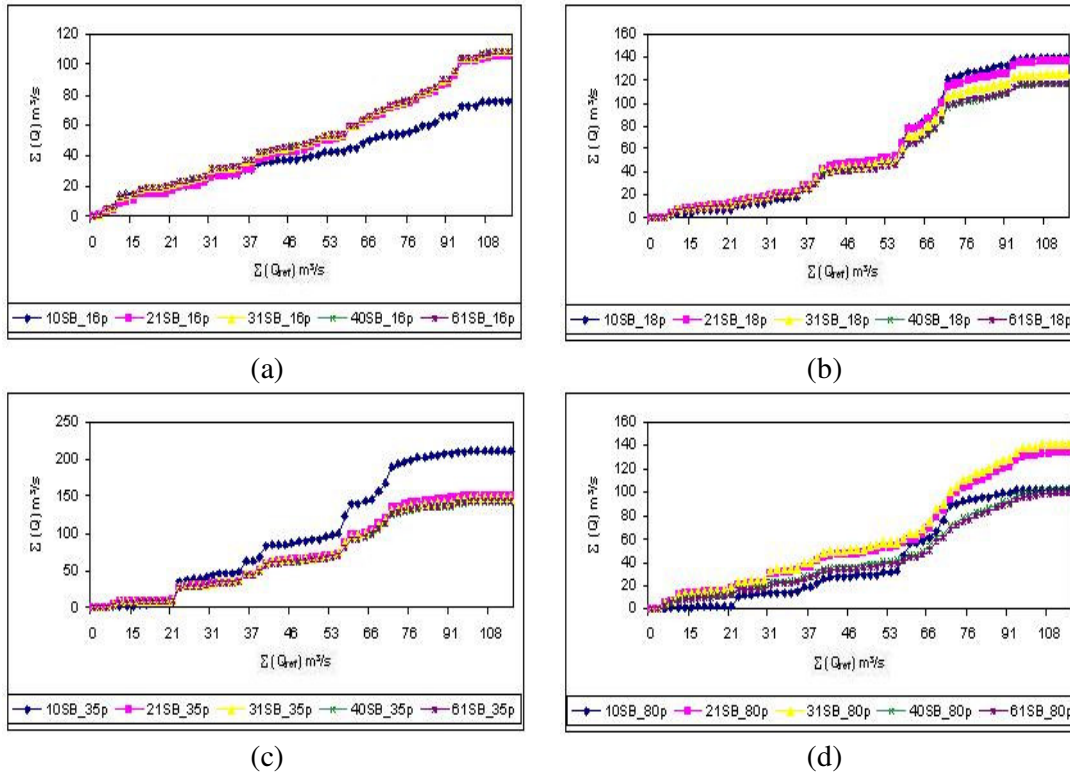 Σ (Q) m³/s
120
100
80
60
40
20
0
0 15 21 31 37 46 53 66 76 91 108
Σ (Qref) m³/s
10SB_16p 21SB_16p 31SB_16p 40SB_16p 61SB_16p
(a)
Σ (Q) m³/s
160
140
120
100
80
60
40
20
0
0 15 21 31 37 46 53 66 76 91 108
Σ (Qref) m³/s
10SB_18p 21SB_18p 31SB_18p 40SB_18p 61SB_18p
(b)
Σ (Q) m³/s
250
200
150
100
50
0
0 15 21 31 37 46 53 66 76 91 108
Σ (Qref) m³/s
10SB_35p 21SB_35p 31SB_35p 40SB_35p 61SB_35p
(c)
Σ (Q) m³/s
160
140
120
100
80
60
40
20
0
0 15 21 31 37 46 53 66 76 91 108
Σ (Qref) m³/s
10SB_80p 21SB_80p 31SB_80p 40SB_80p 61SB_80p
(d)